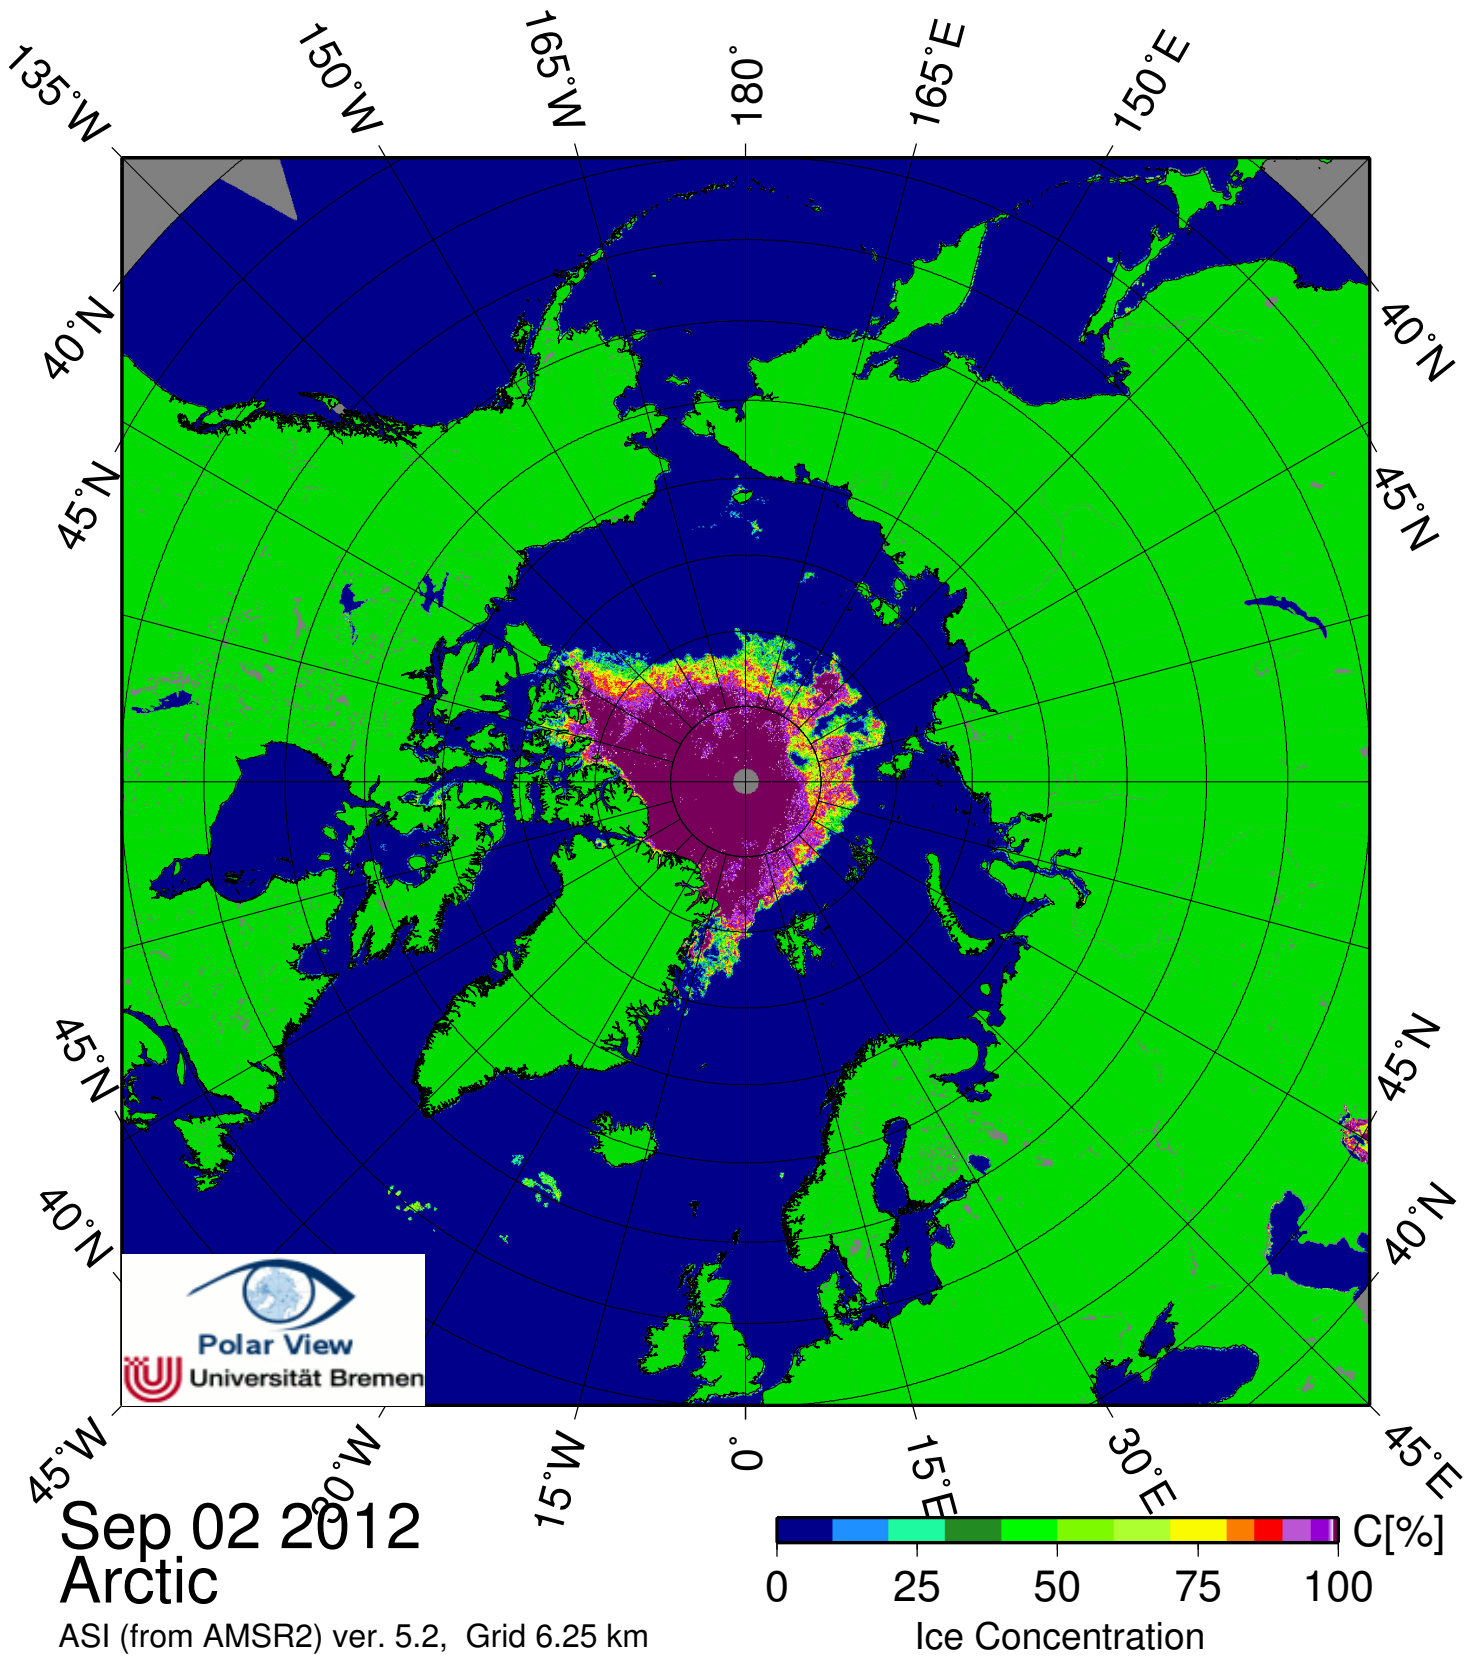 135°W
150°W
165°W
180°
165°E
150°E
40°N
40°N
45°N
45°N
45°N
45°N
40°N
40°N
Polar View
Universität Bremen
45°W
30°W
15°W
0°
15°E
30°E
45°E
Sep 02 2012
Arctic
ASI (from AMSR2) ver. 5.2, Grid 6.25 km
C[%]
0 25 50 75 100
Ice Concentration